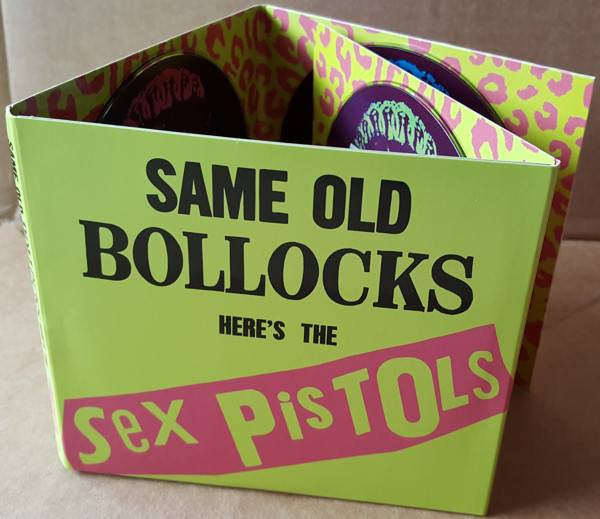 SAME OLD
BOLLOCKS
HERE'S THE
Sex PisTOLs